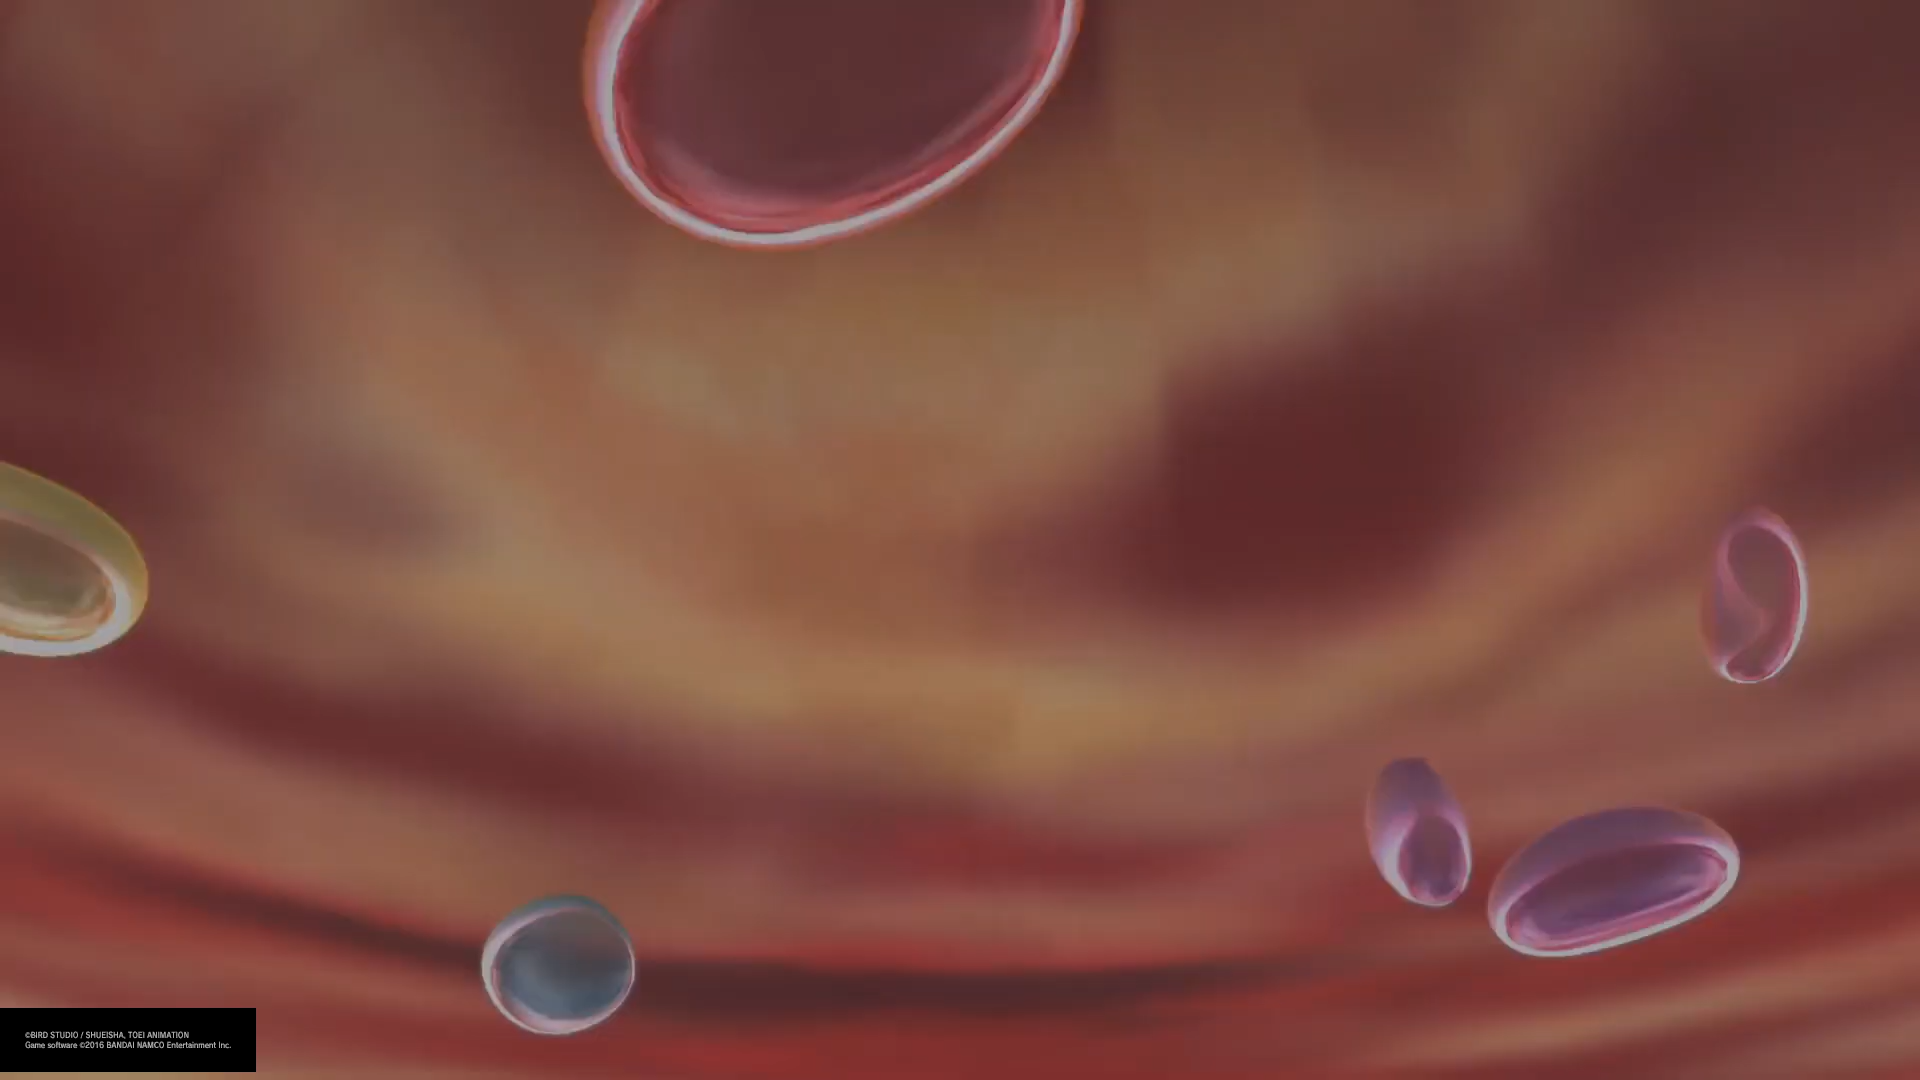 ©BIRD STUDIO / SHUEISHA, TOEI ANIMATION
Game software ©2016 BANDAI NAMCO Entertainment Inc.